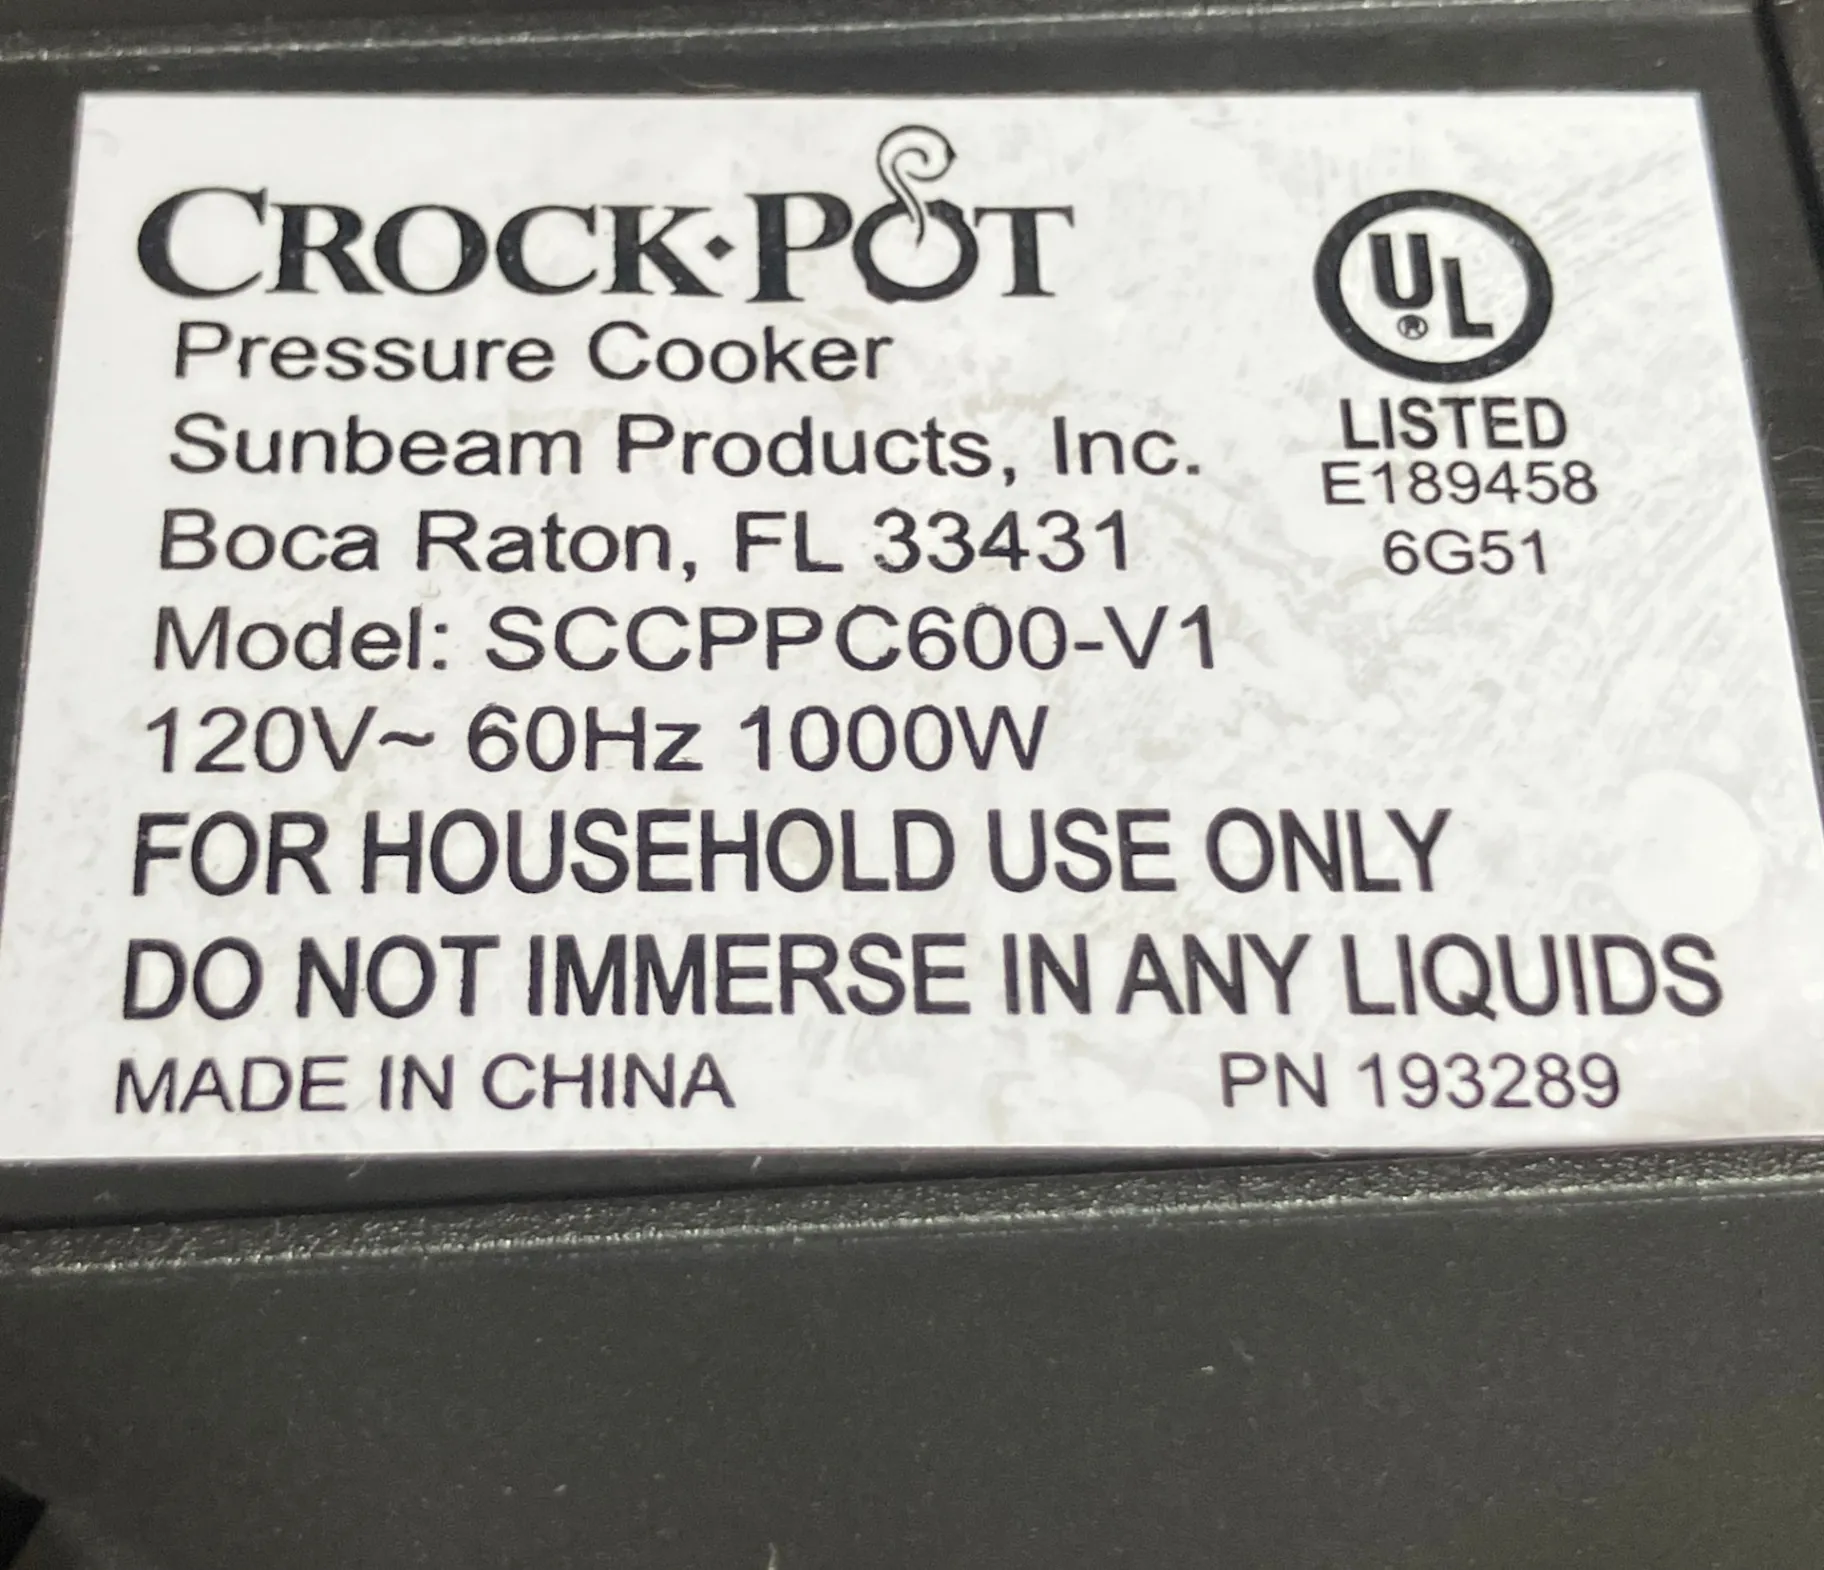 CROCK•POT
Pressure Cooker
Sunbeam Products, Inc.
Boca Raton, FL 33431
Model: SCCPPC600-V1
120V~ 60Hz 1000W
FOR HOUSEHOLD USE ONLY
DO NOT IMMERSE IN ANY LIQUIDS
MADE IN CHINA
PN 193289
UL
®
LISTED
E189458
6G51